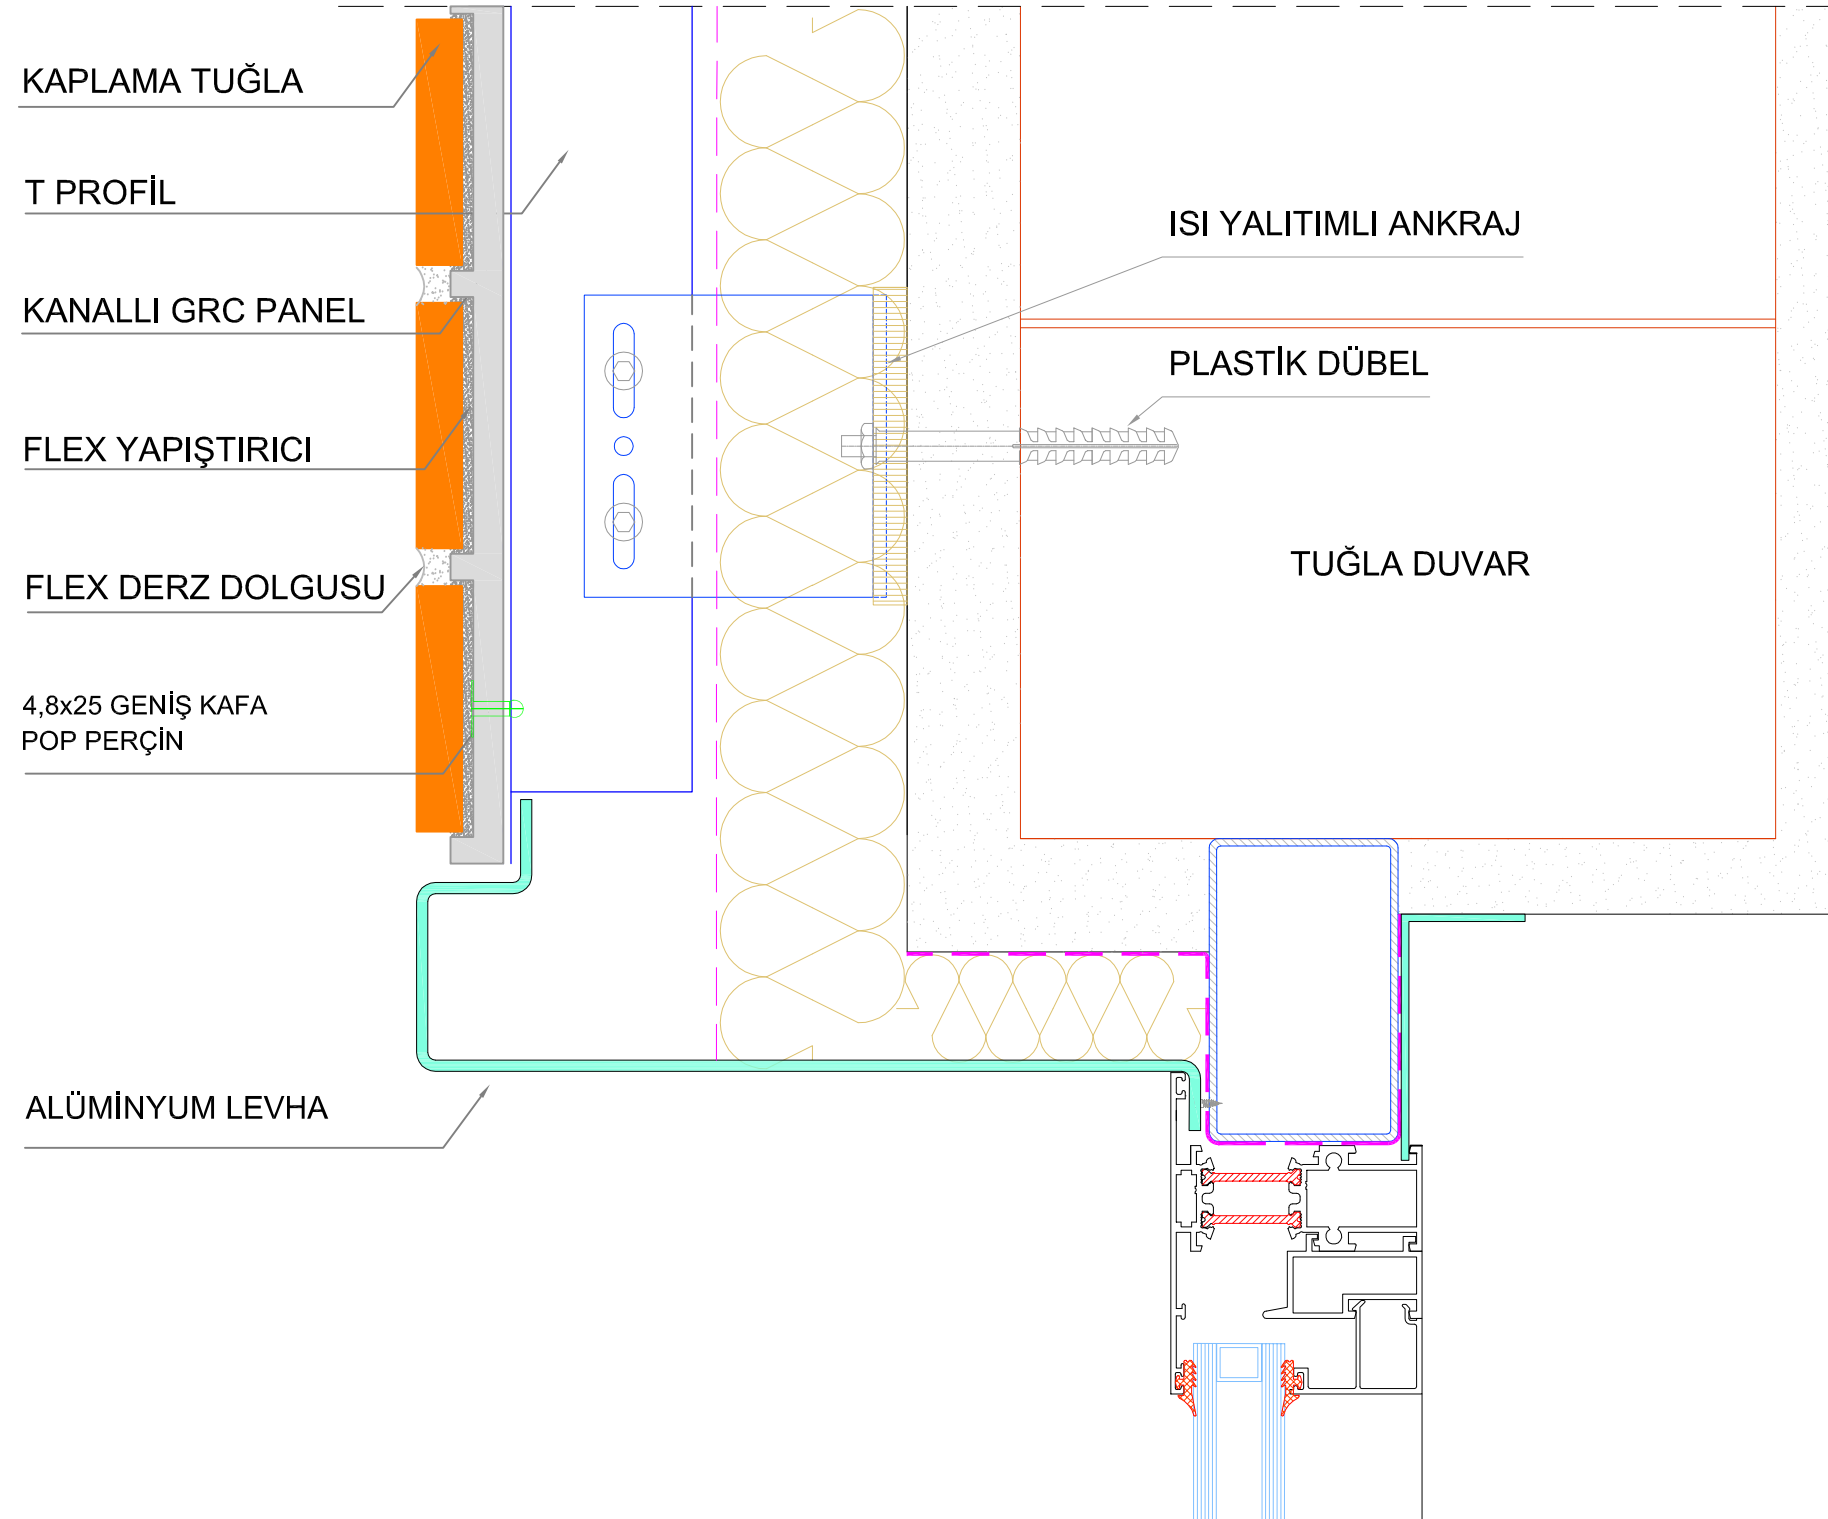 KAPLAMA TUĞLA
T PROFİL
KANALLI GRC PANEL
FLEX YAPIŞTIRICI
FLEX DERZ DOLGUSU
4,8x25 GENİŞ KAFA
POP PERÇİN
ALÜMİNYUM LEVHA
ISI YALITIMLI ANKRAJ
PLASTİK DÜBEL
TUĞLA DUVAR